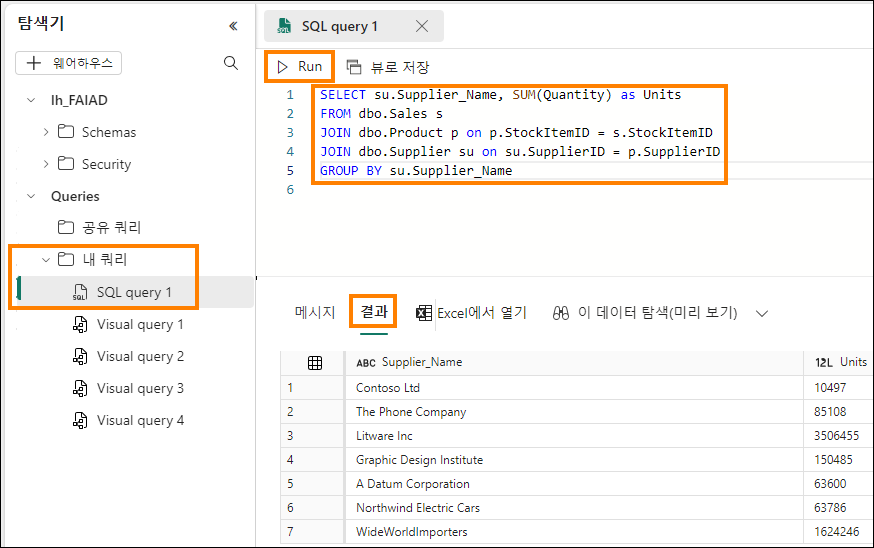 탐색기
«
+ 웨어하우스
lh_FAIAD
Schemas
Security
Queries
공유 쿼리
내 쿼리
SQL query 1
Visual query 1
Visual query 2
Visual query 3
Visual query 4
SQL query 1
Run
뷰로 저장
1 SELECT su.Supplier_Name, SUM(Quantity) as Units
2 FROM dbo.Sales s
3 JOIN dbo.Product p on p.StockItemID = s.StockItemID
4 JOIN dbo.Supplier su on su.SupplierID = p.SupplierID
5 GROUP BY su.Supplier_Name
6
메시지 결과 Excel에서 열기 이 데이터 탐색(미리 보기)
ABC Supplier_Name 12L Units
1 Contoso Ltd 10497
2 The Phone Company 85108
3 Litware Inc 3506455
4 Graphic Design Institute 150485
5 A Datum Corporation 63600
6 Northwind Electric Cars 63786
7 WideWorldImporters 1624246